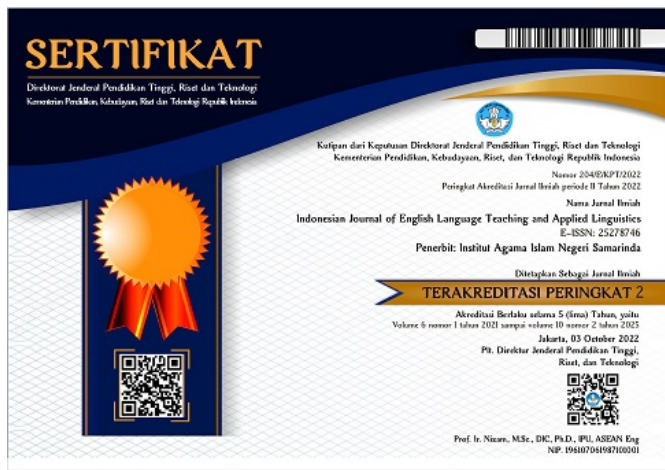 SERTIFIKAT
Direktorat Jenderal Pendidikan Tinggi, Riset dan Teknologi
Kementerian Pendidikan, Kebudayaan, Riset dan Teknologi Republik Indonesia
Kutipan dari Keputusan Direktorat Jenderal Pendidikan Tinggi, Riset dan Teknologi
Kementerian Pendidikan, Kebudayaan, Riset, dan Teknologi Republik Indonesia
Nomor 204/E/KPT/2022
Peringkat Akreditasi Jurnal Ilmiah periode II Tahun 2022
Nama Jurnal Ilmiah
Indonesian Journal of English Language Teaching and Applied Linguistics
E-ISSN: 25278746
Penerbit: Institut Agama Islam Negeri Samarinda
Ditetapkan Sebagai Jurnal Ilmiah
TERAKREDITASI PERINGKAT 2
Akreditasi Berlaku selama 5 (lima) Tahun, yaitu
Volume 6 nomor 1 tahun 2021 sampai volume 10 nomor 2 tahun 2025
Jakarta, 03 October 2022
Plt. Direktur Jenderal Pendidikan Tinggi,
Riset, dan Teknologi
Prof. Ir. Nizam, M.Sc., DIC, Ph.D., IPU, ASEAN Eng
NIP. 196107061987101001